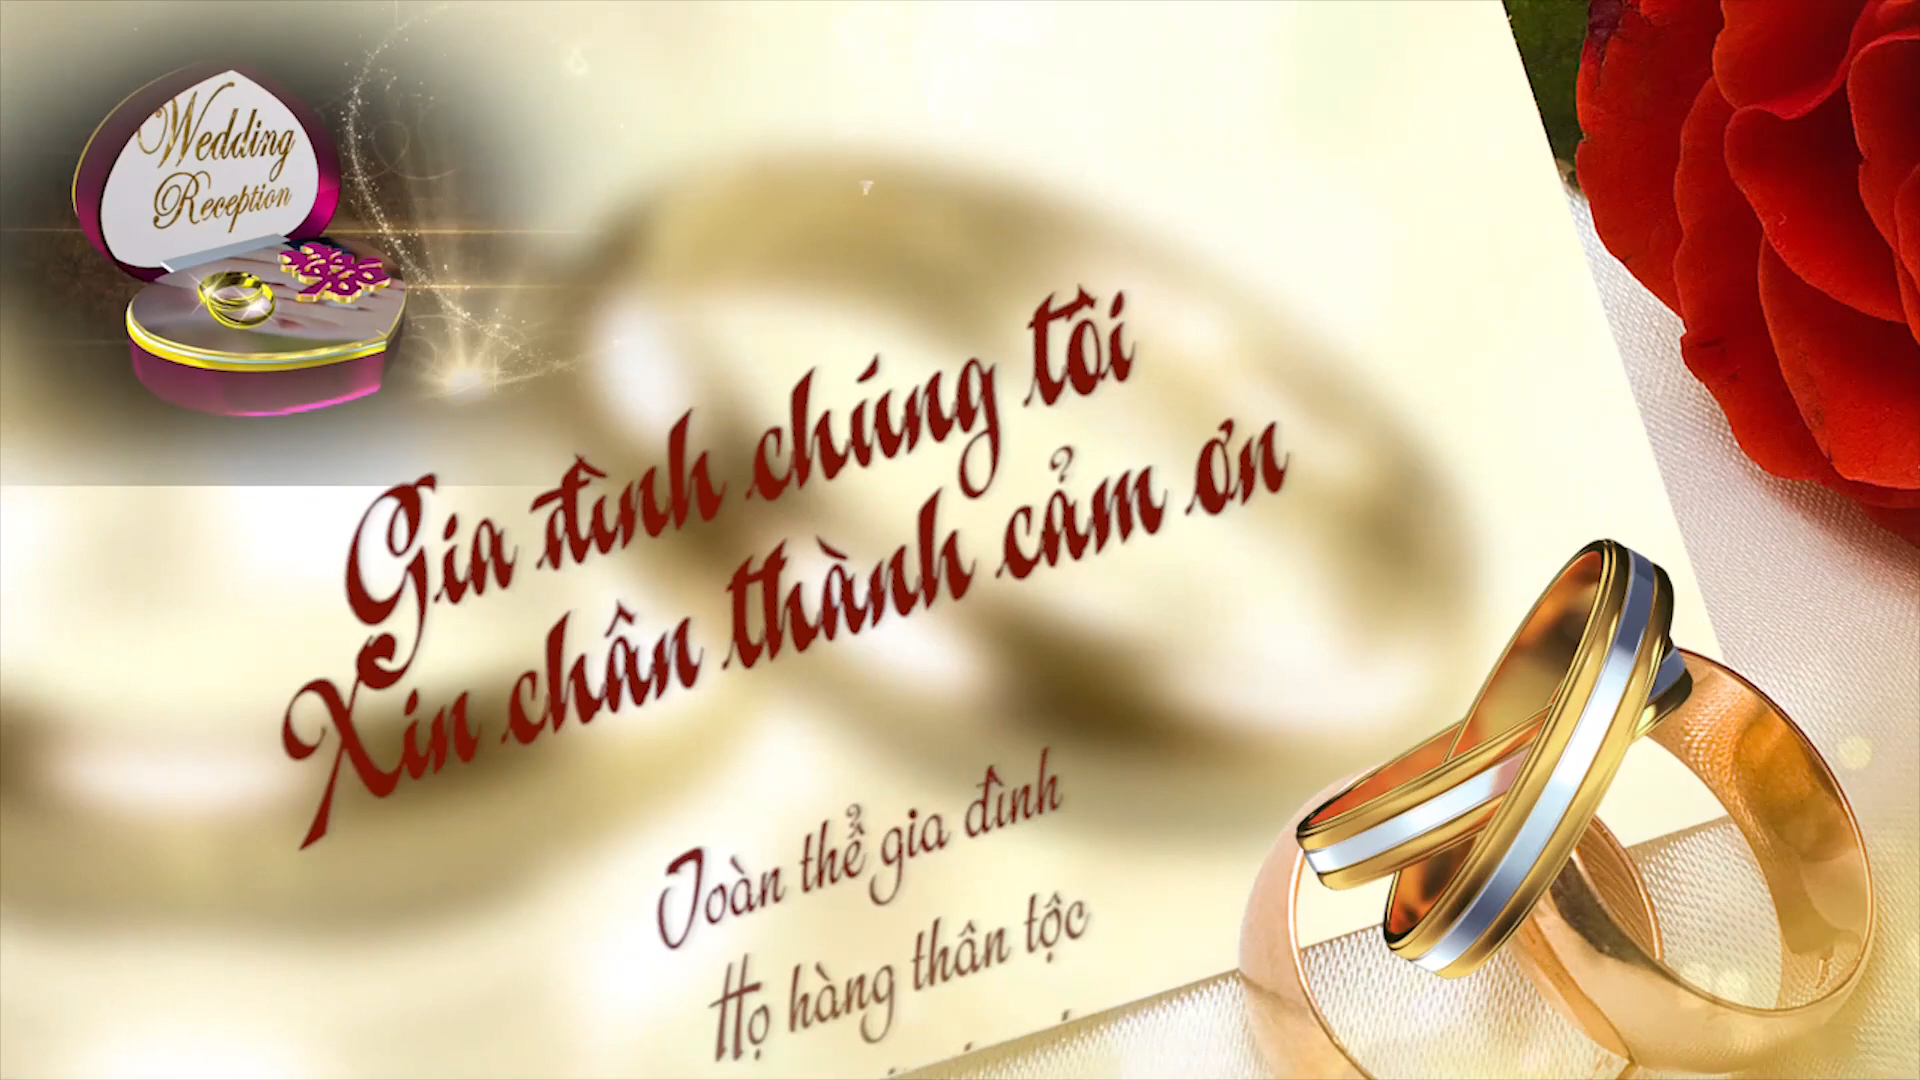 Wedding
Reception
Gia đình chúng tôi
Xin chân thành cảm ơn
Toàn thể gia đình
Họ hàng thân tộc